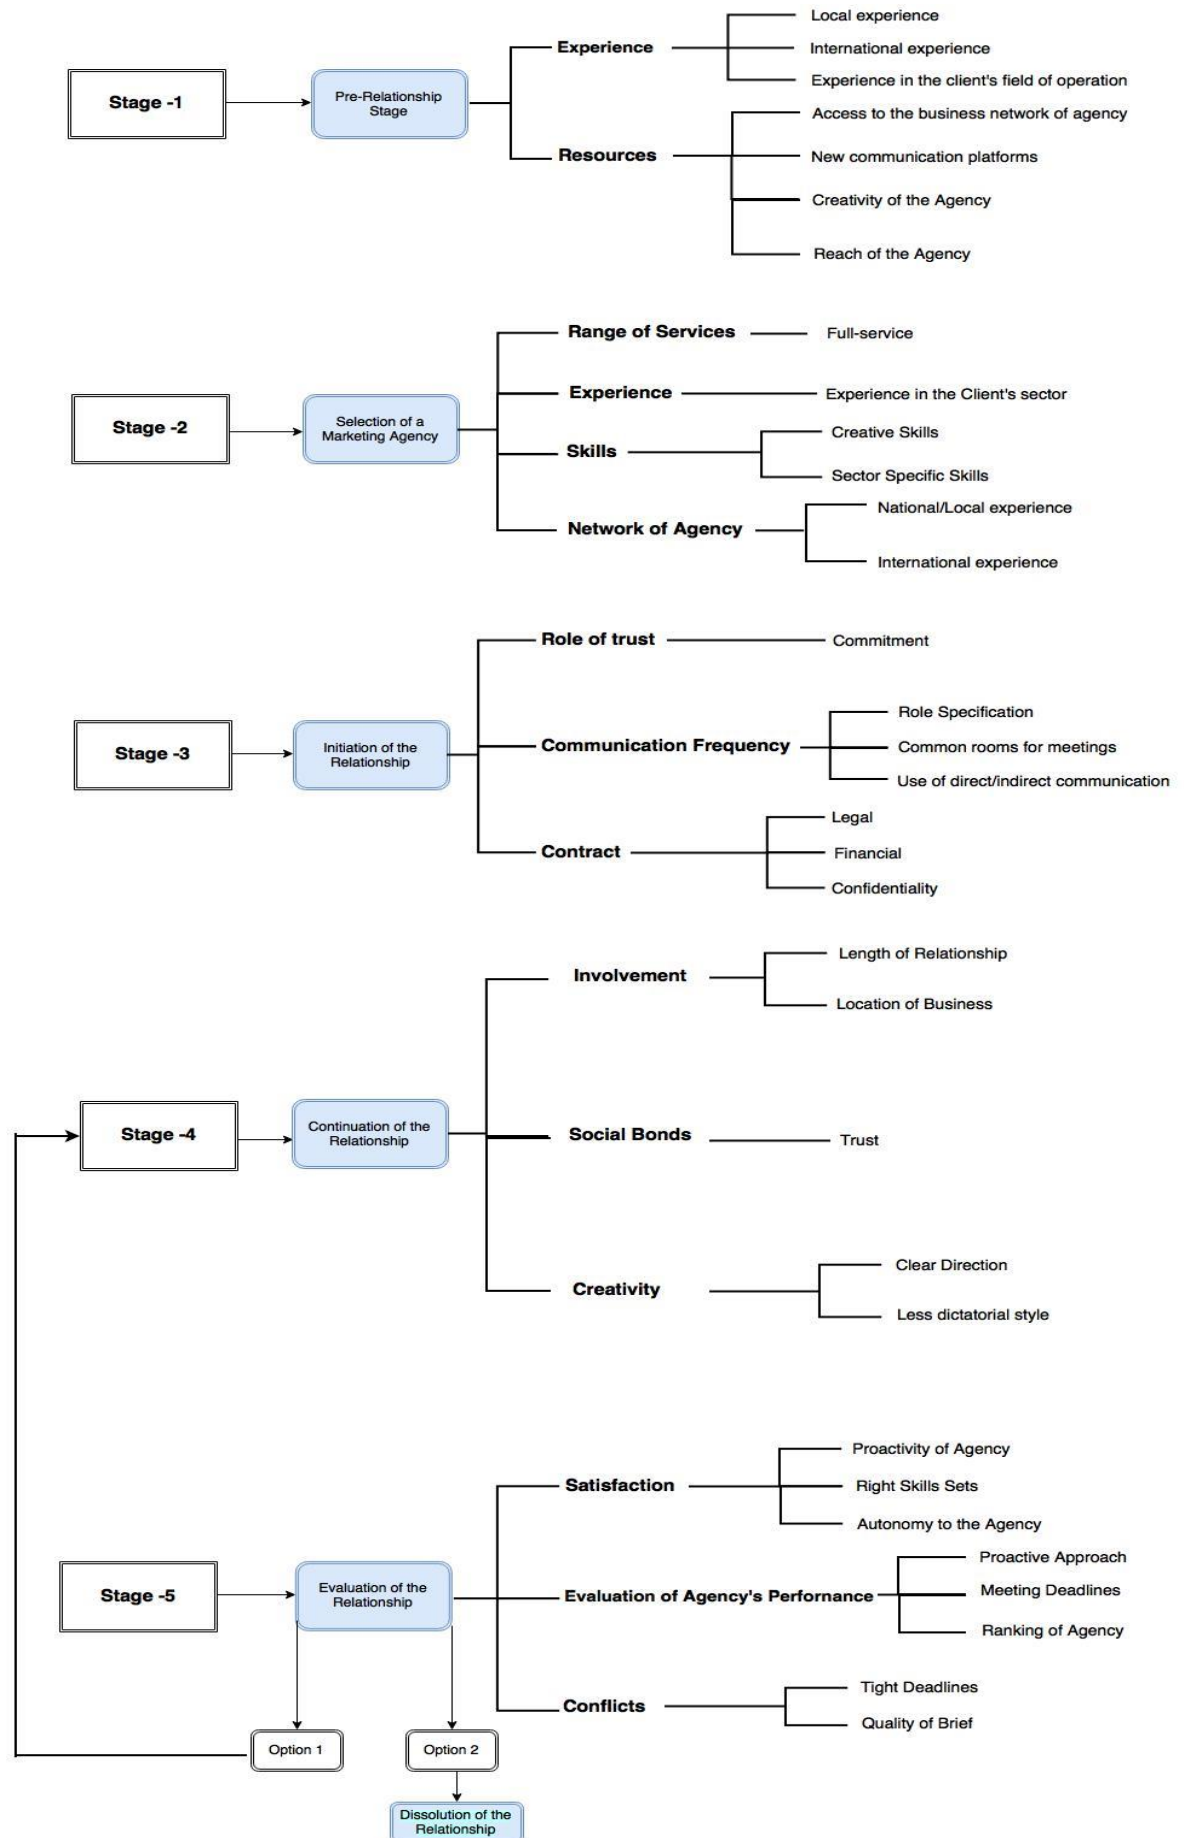 Stage -1
Pre-Relationship
Stage
Experience
Local experience
International experience
Experience in the client's field of operation
Resources
Access to the business network of agency
New communication platforms
Creativity of the Agency
Reach of the Agency
Stage -2
Selection of a
Marketing Agency
Range of Services
Full-service
Experience
Experience in the Client's sector
Skills
Creative Skills
Sector Specific Skills
Network of Agency
National/Local experience
International experience
Stage -3
Initiation of the
Relationship
Role of trust
Commitment
Communication Frequency
Role Specification
Common rooms for meetings
Use of direct/indirect communication
Contract
Legal
Financial
Confidentiality
Stage -4
Continuation of the
Relationship
Involvement
Length of Relationship
Location of Business
Social Bonds
Trust
Creativity
Clear Direction
Less dictatorial style
Stage -5
Evaluation of the
Relationship
Satisfaction
Proactivity of Agency
Right Skills Sets
Autonomy to the Agency
Evaluation of Agency's Perfornance
Proactive Approach
Meeting Deadlines
Ranking of Agency
Conflicts
Tight Deadlines
Quality of Brief
Option 1
Option 2
Dissolution of the
Relationship